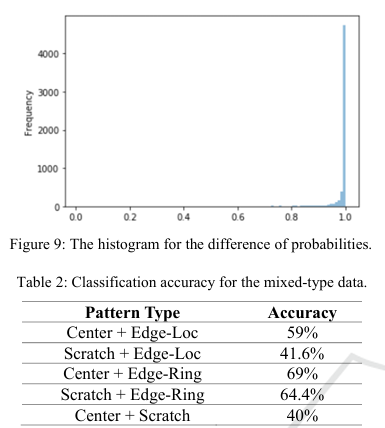 4000
3000
2000
1000
0
Frequency
0.0 0.2 0.4 0.6 0.8 1.0
Figure 9: The histogram for the difference of probabilities.
Table 2: Classification accuracy for the mixed-type data.
Pattern Type Accuracy
Center + Edge-Loc 59%
Scratch + Edge-Loc 41.6%
Center + Edge-Ring 69%
Scratch + Edge-Ring 64.4%
Center + Scratch 40%